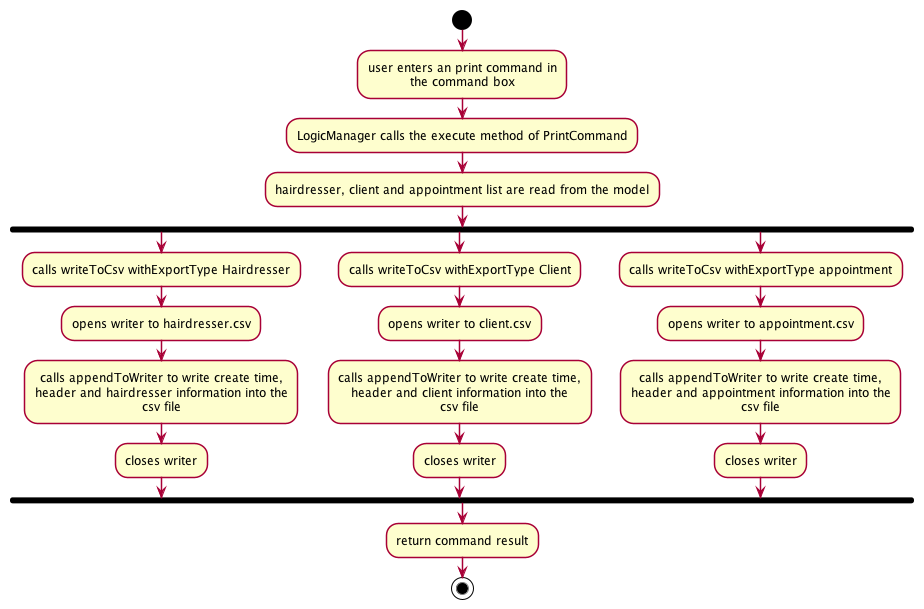 user enters an print command in
the command box
LogicManager calls the execute method of PrintCommand
hairdresser, client and appointment list are read from the model
calls writeToCsv withExportType Hairdresser
opens writer to hairdresser.csv
calls appendToWriter to write create time,
header and hairdresser information into the
csv file
closes writer
calls writeToCsv withExportType Client
opens writer to client.csv
calls appendToWriter to write create time,
header and client information into the
csv file
closes writer
calls writeToCsv withExportType appointment
opens writer to appointment.csv
calls appendToWriter to write create time,
header and appointment information into the
csv file
closes writer
return command result